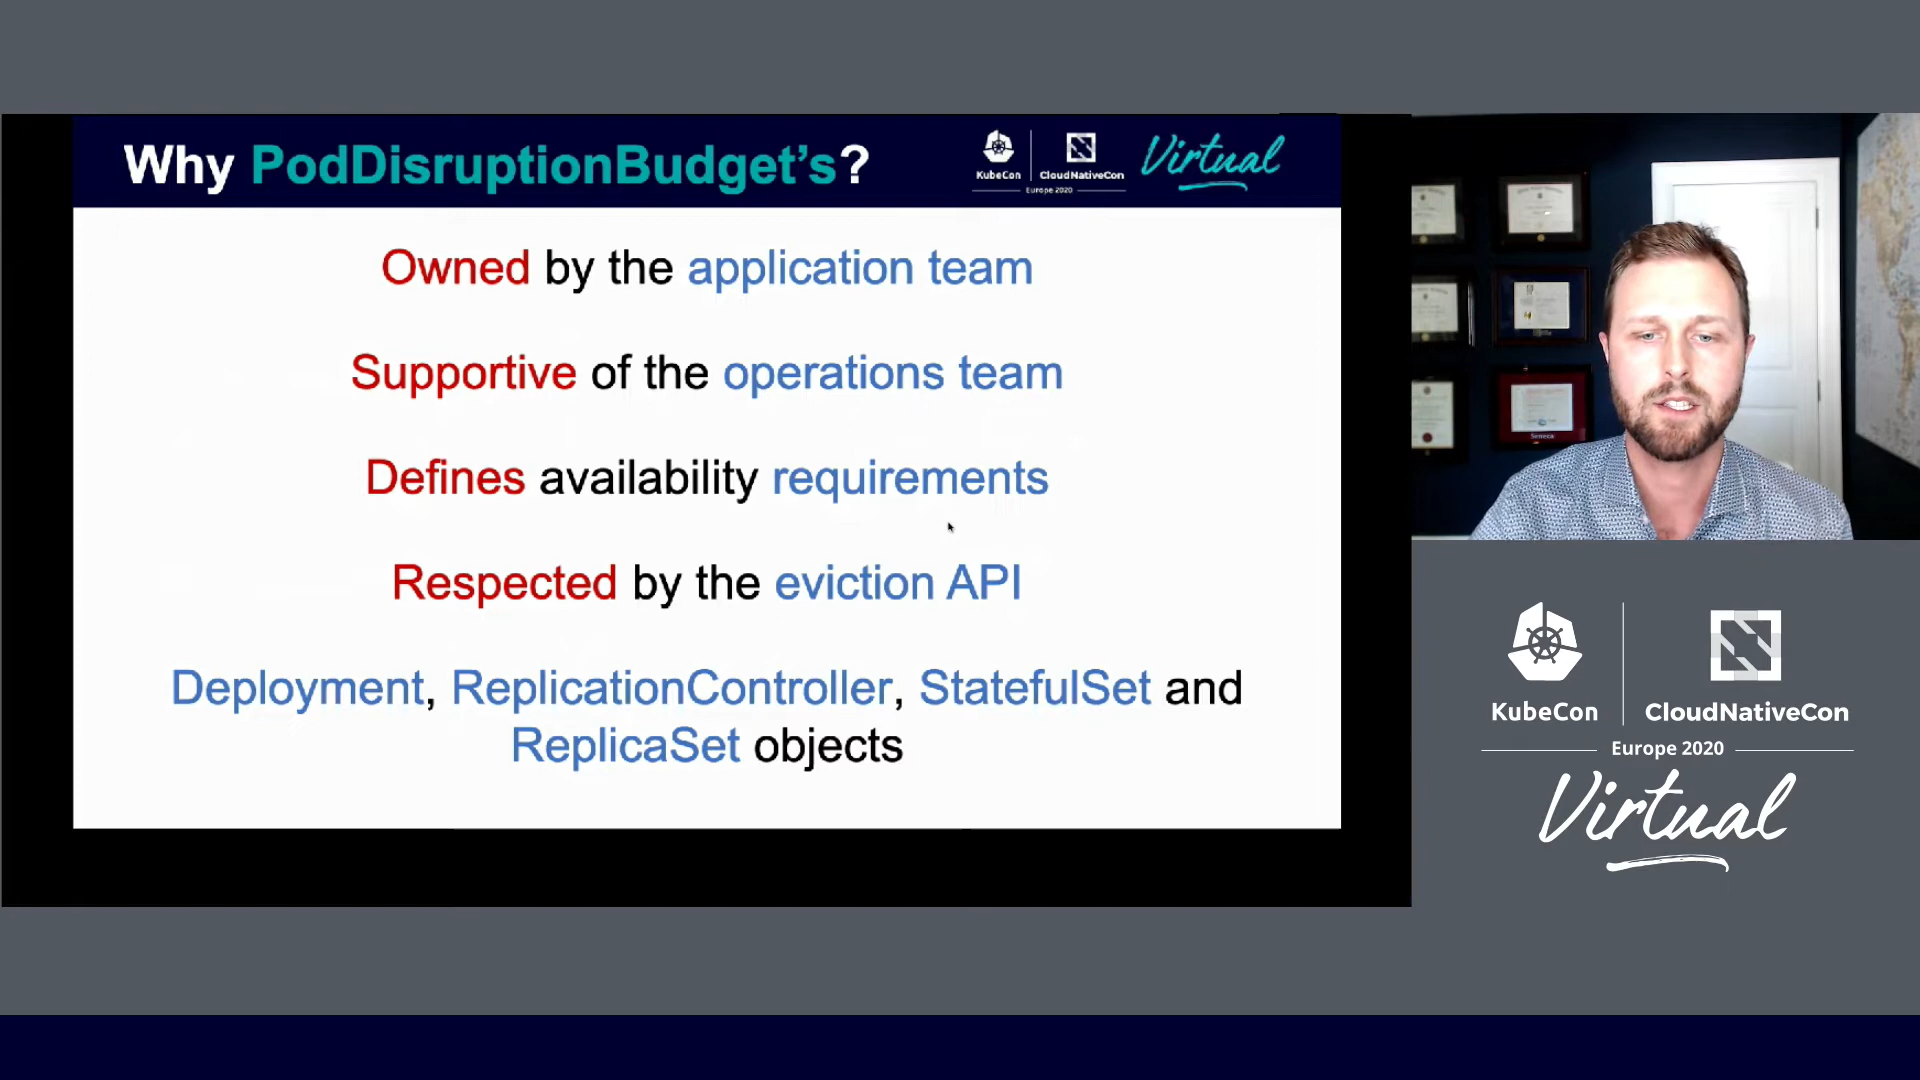 Why PodDisruptionBudget's?
KubeCon
CloudNativeCon
Europe 2020
Virtual
Owned by the application team
Supportive of the operations team
Defines availability requirements
Respected by the eviction API
Deployment, ReplicationController, StatefulSet and
ReplicaSet objects
Seneca
KubeCon
CloudNativeCon
Europe 2020
Virtual